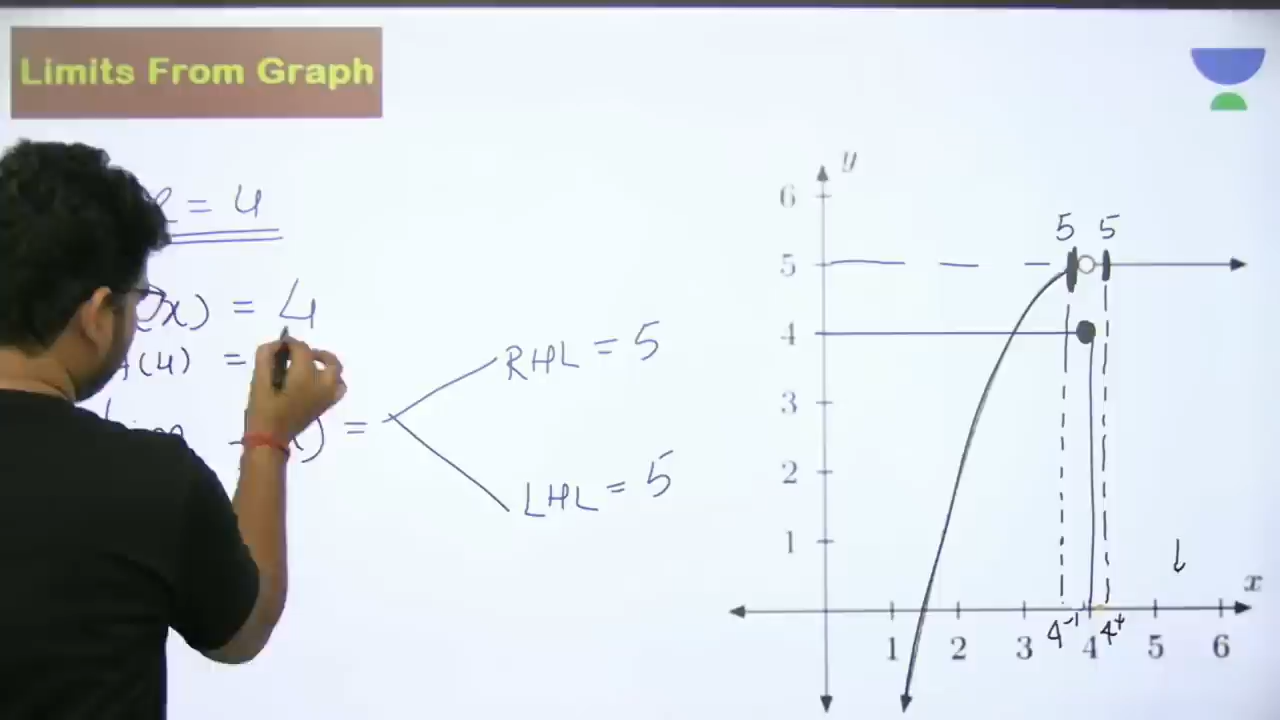 Limits From Graph
= 4
x) = 4
(4) =
) =
RHL = 5
LHL = 5
y
6
5
4
3
2
1
5 5
x
1 2 3 4 5 6
4⁻¹ 4⁺